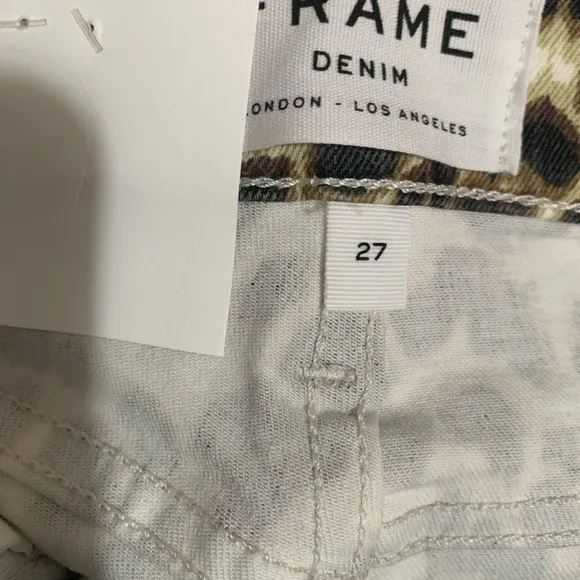 FRAME
DENIM
LONDON - LOS ANGELES
27